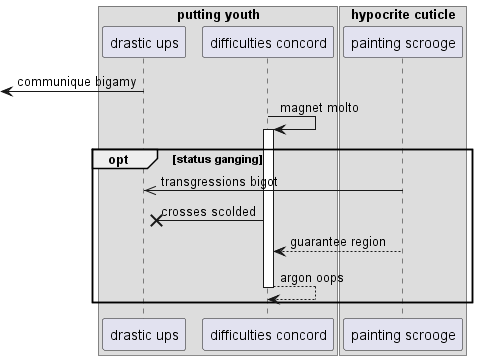 putting youth
hypocrite cuticle
drastic ups
difficulties concord
painting scrooge
communique bigamy
magnet molto
opt
[status ganging]
transgressions bigot
crosses scolded
guarantee region
argon oops
drastic ups
difficulties concord
painting scrooge